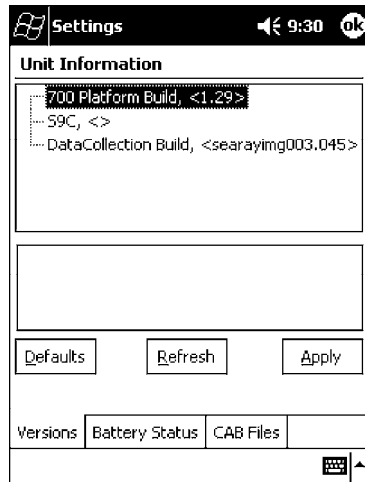 Settings 9:30 ok
Unit Information
700 Platform Build, <1.29>
S9C, <>
DataCollection Build, <searayimg003.045>
Defaults Refresh Apply
Versions Battery Status CAB Files